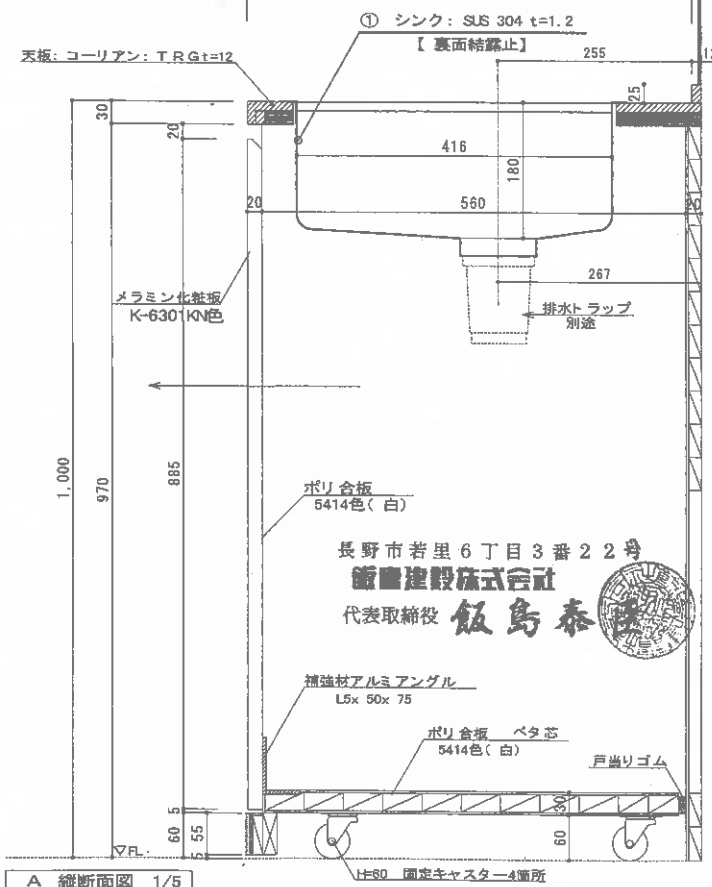 ① シンク: SUS 304 t=1.2
【 裏面結露止】
天板: コーリアン: TRGt=12
255
25
30
20
416
180
20
560
20
267
メラミン化粧板
K-6301KN色
排水トラップ
別途
1,000
970
885
ポリ合板
5414色( 白)
長野市若里6丁目3番22号
飯島建設株式会社
代表取締役 飯島泰臣
補強材アルミアングル
L5x 50x 75
ポリ合板 ベタ芯
5414色( 白)
戸当りゴム
5
60
55
5
30
60
▽FL
H=60 固定キャスター4箇所
A 縦断面図 1/5